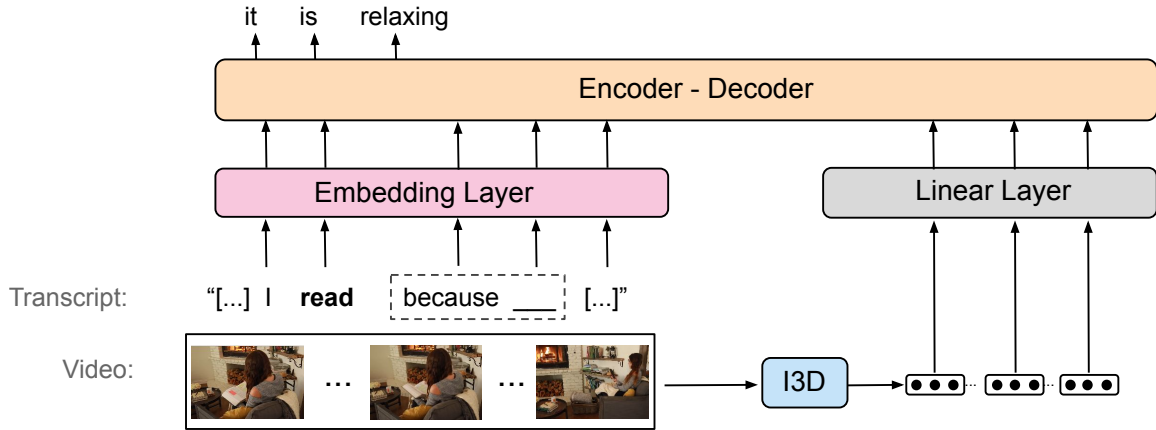 it is relaxing
Encoder - Decoder
Embedding Layer
Linear Layer
Transcript: “[...] I read because ___ [...]”
Video: ... ... I3D